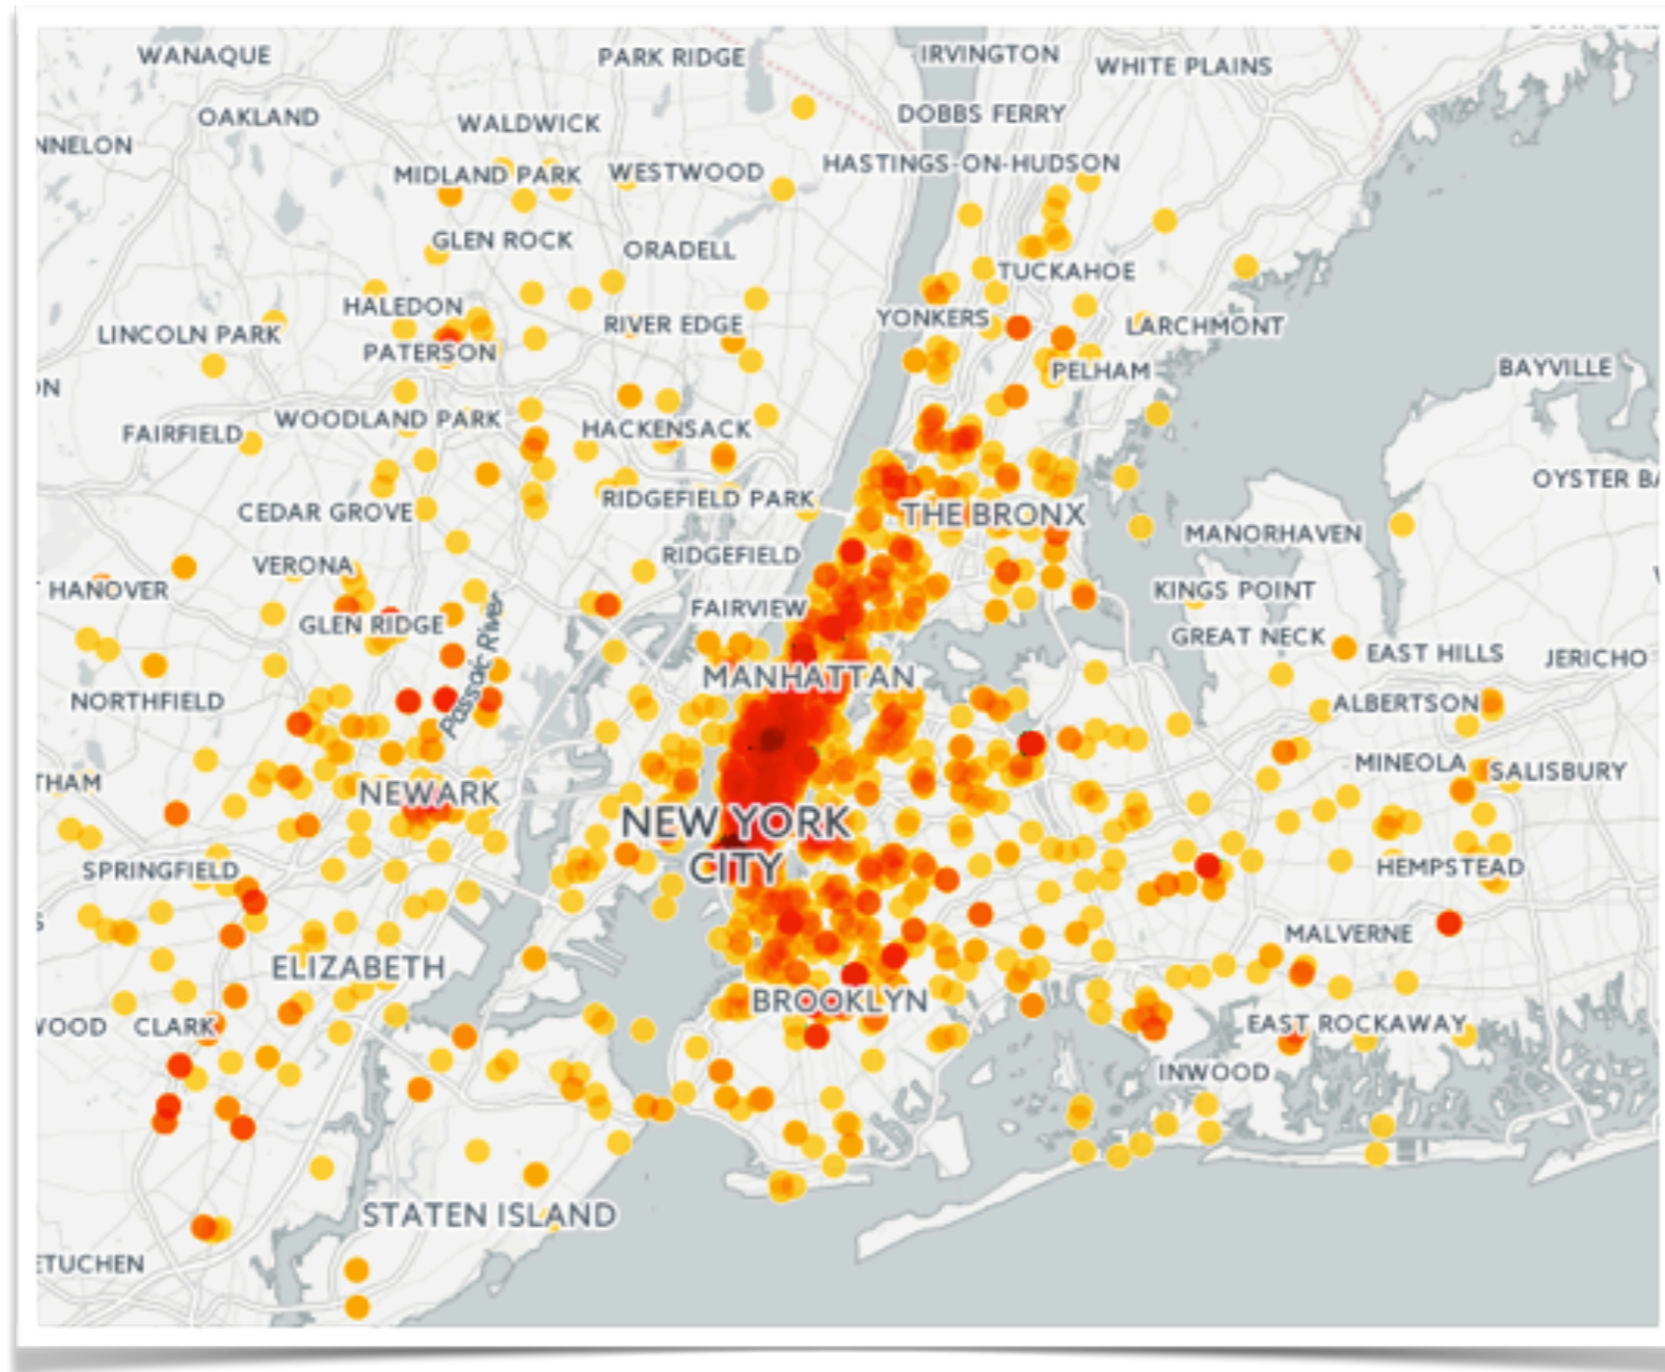 WANAQUE
PARK RIDGE
IRVINGTON
WHITE PLAINS
OAKLAND
WALDWICK
DOBBS FERRY
NNELON
MIDLAND PARK
WESTWOOD
HASTINGS-ON-HUDSON
GLEN ROCK
ORADELL
TUCKAHOE
HALEDON
LINCOLN PARK
RIVER EDGE
YONKERS
LARCHMONT
PATERSON
PELHAM
BAYVILLE
ON
WOODLAND PARK
FAIRFIELD
HACKENSACK
OYSTER BA
RIDGEFIELD PARK
CEDAR GROVE
THE BRONX
MANORHAVEN
VERONA
RIDGEFIELD
HANOVER
KINGS POINT
FAIRVIEW
GLEN RIDGE
Passaic River
GREAT NECK
EAST HILLS
JERICHO
MANHATTAN
NORTHFIELD
ALBERTSON
MINEOLA
SALISBURY
THAM
NEWARK
NEW YORK
CITY
SPRINGFIELD
HEMPSTEAD
MALVERNE
ELIZABETH
BROOKLYN
WOOD
CLARK
EAST ROCKAWAY
INWOOD
STATEN ISLAND
ETUCHEN